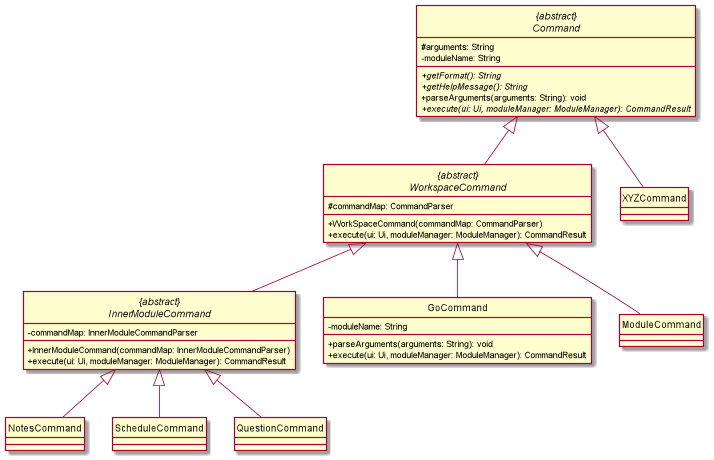 {abstract}
Command
#arguments: String
-moduleName: String
+getFormat(): String
+getHelpMessage(): String
+parseArguments(arguments: String): void
+execute(ui: Ui, moduleManager: ModuleManager): CommandResult
{abstract}
WorkspaceCommand
#commandMap: CommandParser
+WorkSpaceCommand(commandMap: CommandParser)
+execute(ui: Ui, moduleManager: ModuleManager): CommandResult
XYZCommand
{abstract}
InnerModuleCommand
-commandMap: InnerModuleCommandParser
+InnerModuleCommand(commandMap: InnerModuleCommandParser)
+execute(ui: Ui, moduleManager: ModuleManager): CommandResult
GoCommand
-moduleName: String
+parseArguments(arguments: String): void
+execute(ui: Ui, moduleManager: ModuleManager): CommandResult
ModuleCommand
NotesCommand
ScheduleCommand
QuestionCommand